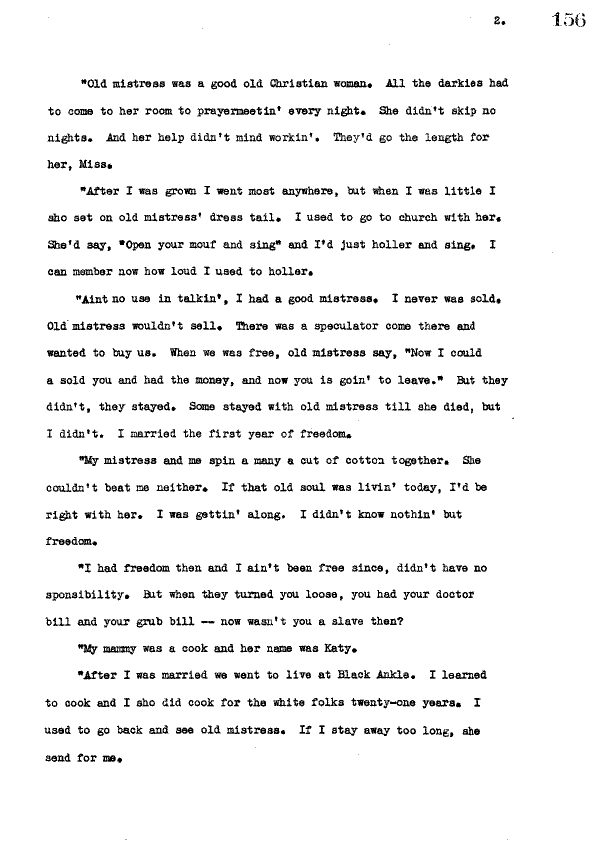 2. 156
"Old mistress was a good old Christian woman. All the darkies had
to come to her room to prayermeetin' every night. She didn't skip no
nights. And her help didn't mind workin'. They'd go the length for
her, Miss.
"After I was grown I went most anywhere, but when I was little I
sho set on old mistress' dress tail. I used to go to church with her.
She'd say, "Open your mouf and sing" and I'd just holler and sing. I
can member now how loud I used to holler.
"Aint no use in talkin', I had a good mistress. I never was sold.
Old mistress wouldn't sell. There was a speculator come there and
wanted to buy us. When we was free, old mistress say, "Now I could
a sold you and had the money, and now you is goin' to leave." But they
didn't, they stayed. Some stayed with old mistress till she died, but
I didn't. I married the first year of freedom.
"My mistress and me spin a many a cut of cotton together. She
couldn't beat me neither. If that old soul was livin' today, I'd be
right with her. I was gettin' along. I didn't know nothin' but
freedom.
"I had freedom then and I ain't been free since, didn't have no
sponsibility. But when they turned you loose, you had your doctor
bill and your grub bill -- now wasn't you a slave then?
"My mammy was a cook and her name was Katy.
"After I was married we went to live at Black Ankle. I learned
to cook and I sho did cook for the white folks twenty-one years. I
used to go back and see old mistress. If I stay away too long, she
send for me.